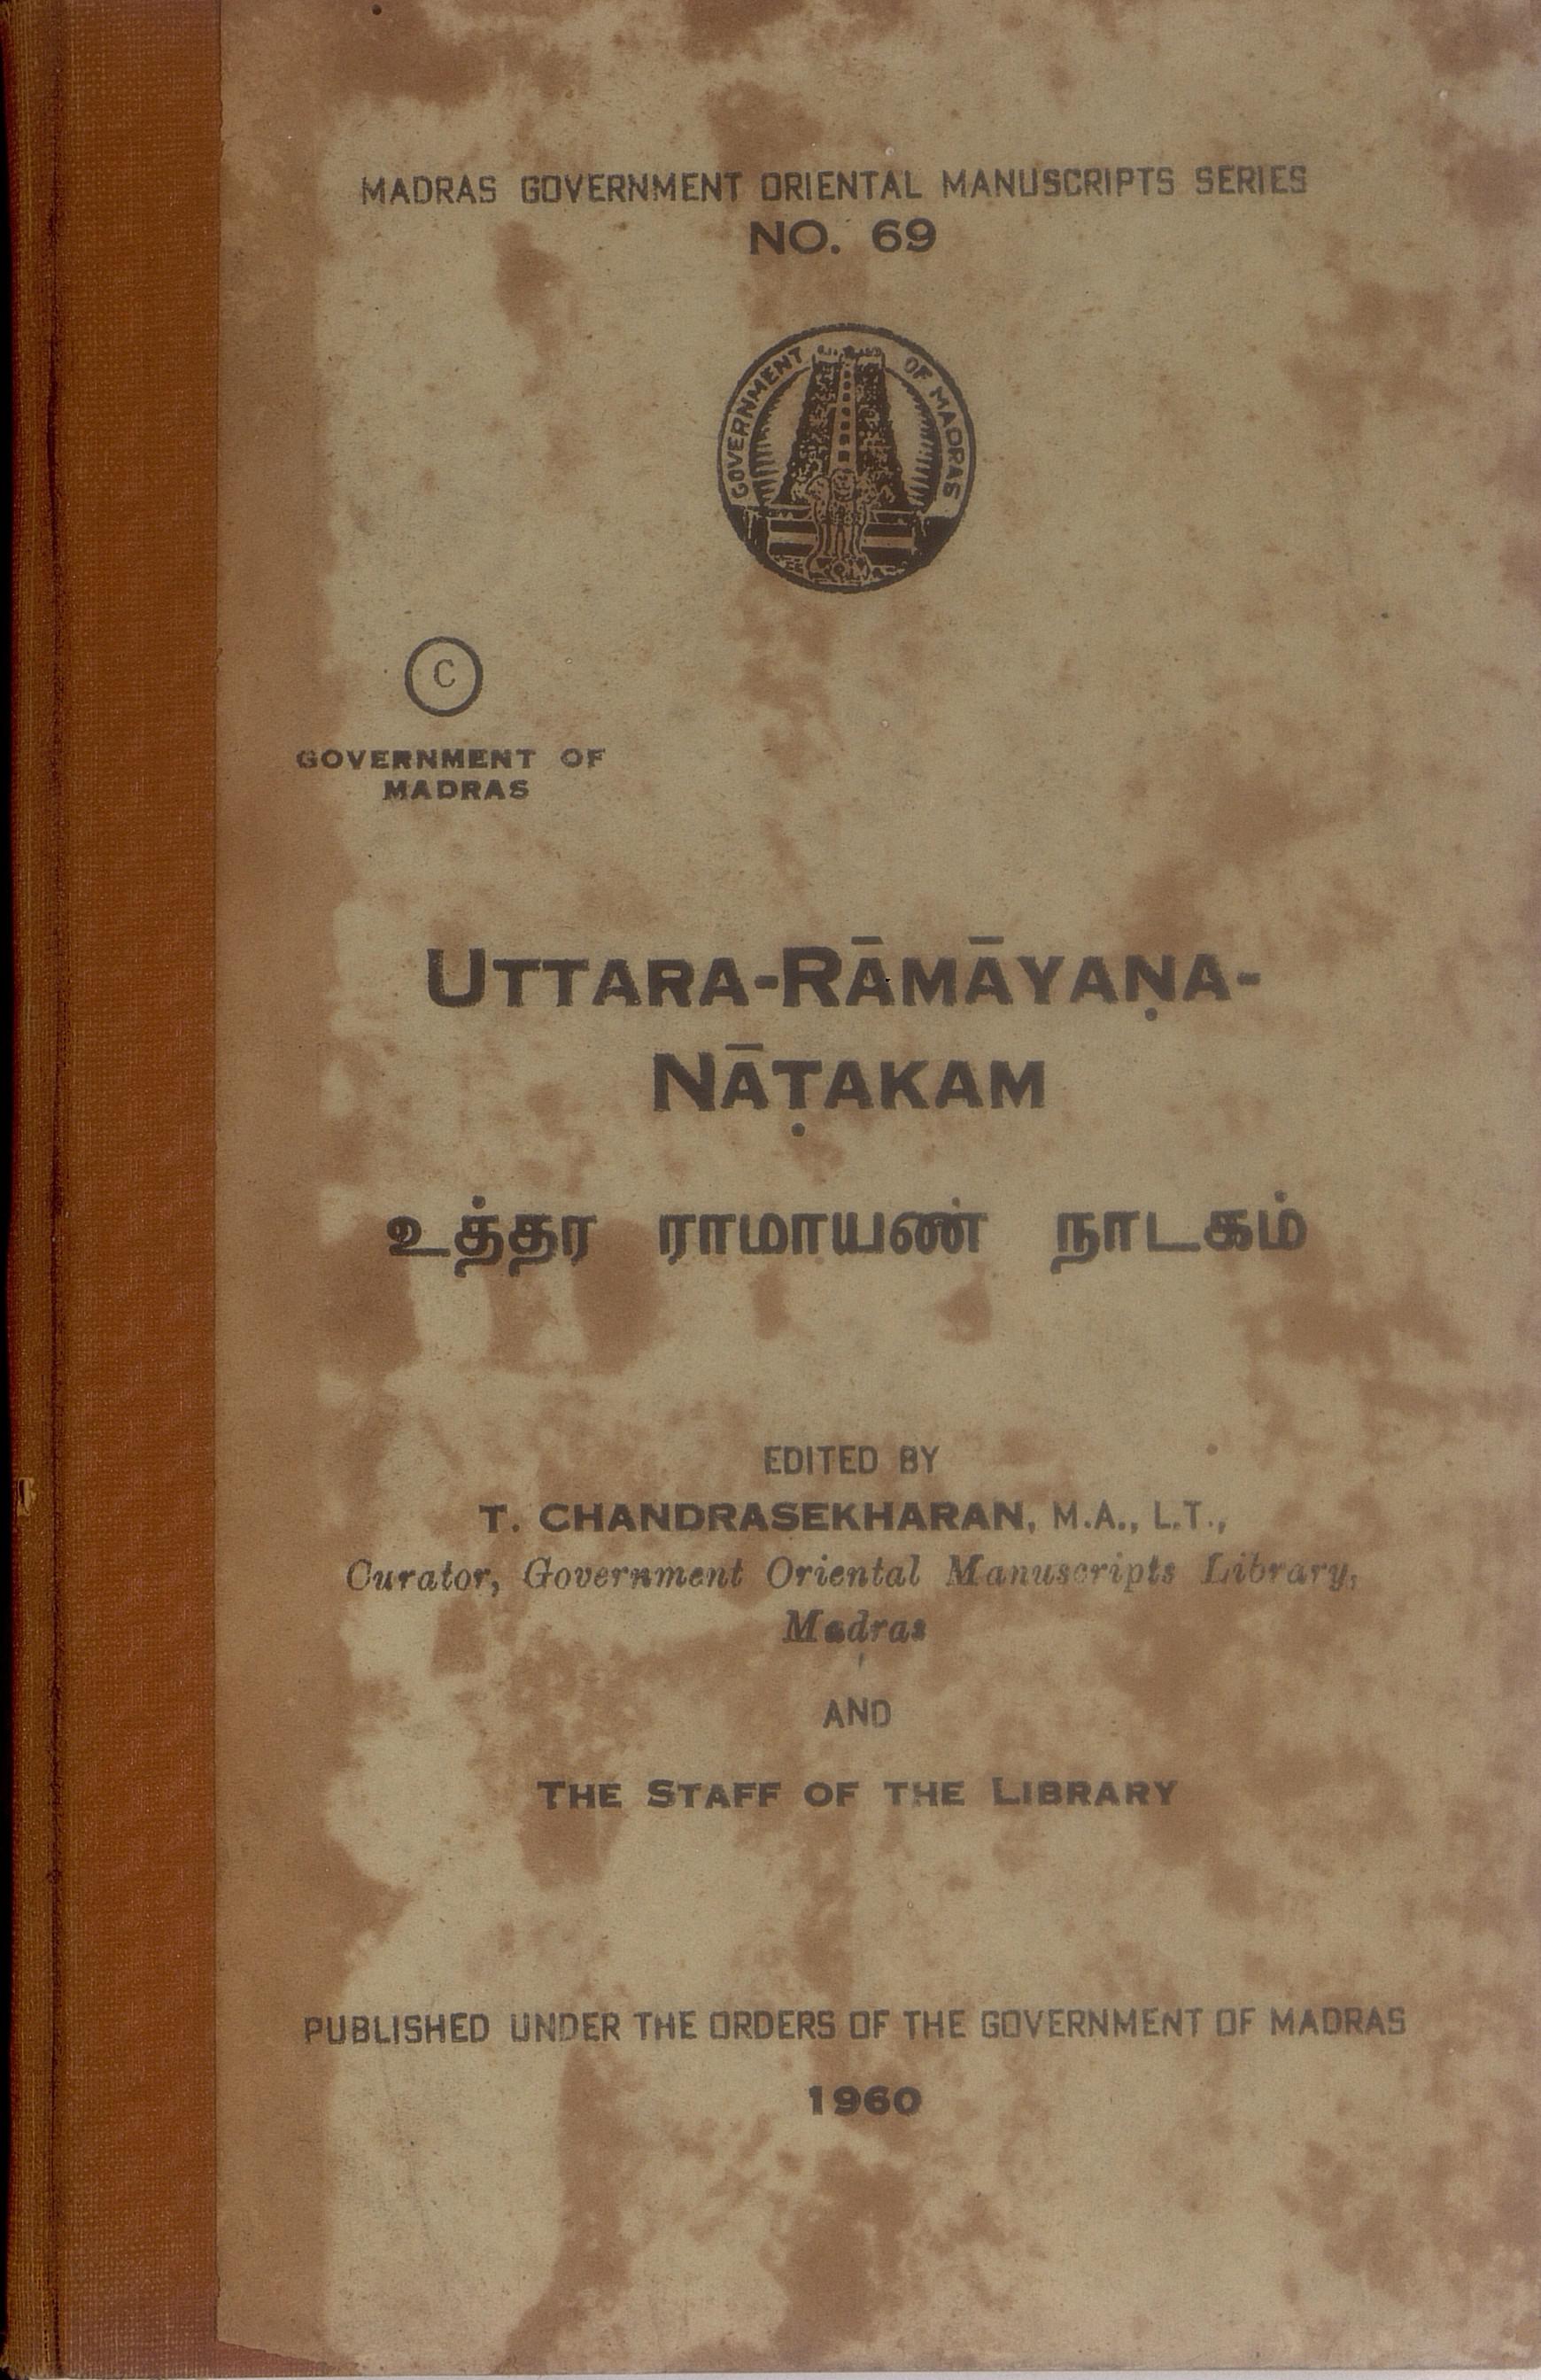 MADRAS GOVERNMENT ORIENTAL MANUSCRIPTS SERIES
NO. 69
GOVERNMENT OF MADRAS
C
GOVERNMENT OF
MADRAS
UTTARA-RĀMĀYAṆA-
NĀṬAKAM
உத்தர ராமாயண் நாடகம்
EDITED BY
T. CHANDRASEKHARAN, M.A., L.T.,
Curator, Government Oriental Manuscripts Library,
Madras
AND
THE STAFF OF THE LIBRARY
PUBLISHED UNDER THE ORDERS OF THE GOVERNMENT OF MADRAS
1960